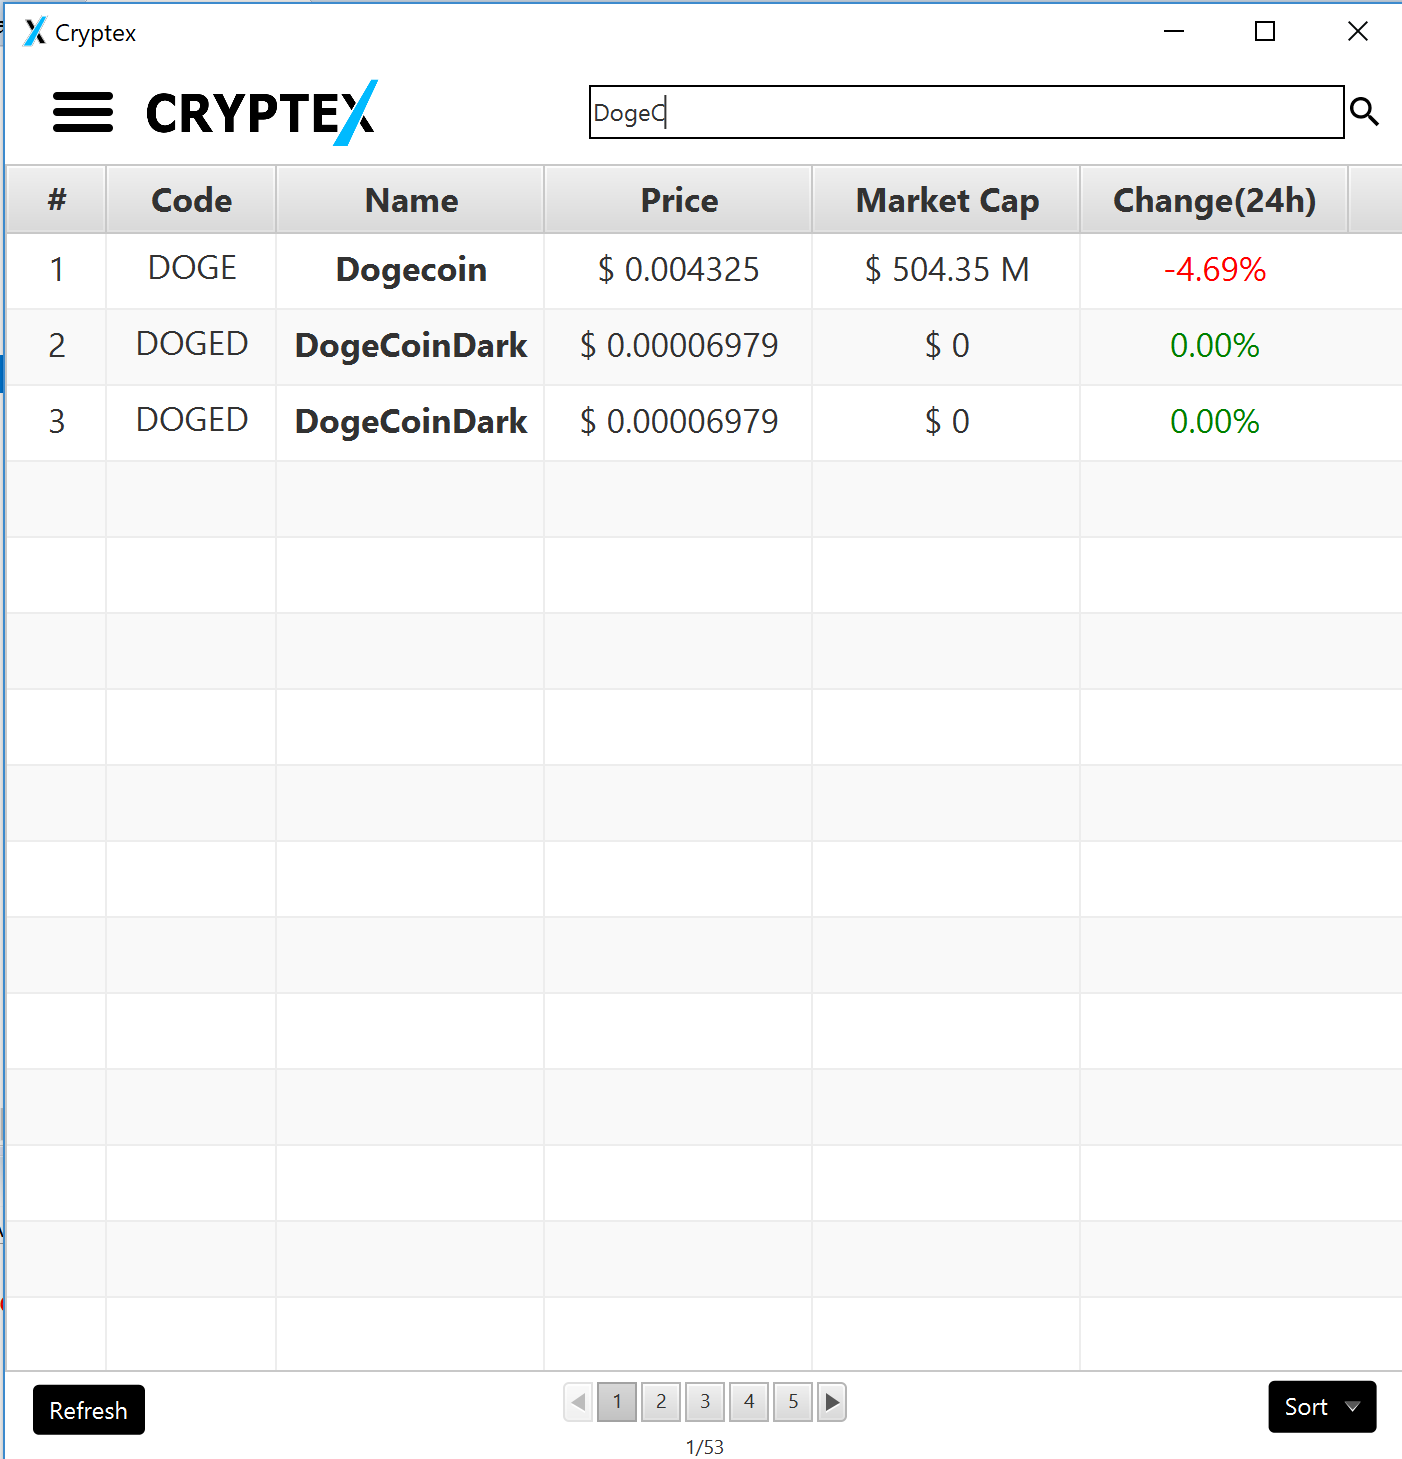 Cryptex
CRYPTEX
DogeC
# Code Name Price Market Cap Change(24h)
1 DOGE Dogecoin $ 0.004325 $ 504.35 M -4.69%
2 DOGED DogeCoinDark $ 0.00006979 $ 0 0.00%
3 DOGED DogeCoinDark $ 0.00006979 $ 0 0.00%
Refresh 1 2 3 4 5 Sort
1/53